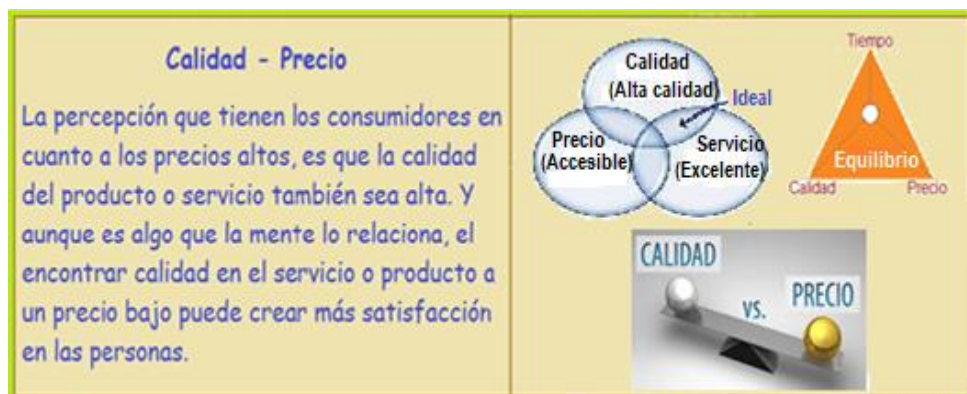 Calidad - Precio
La percepción que tienen los consumidores en
cuanto a los precios altos, es que la calidad
del producto o servicio también sea alta. Y
aunque es algo que la mente lo relaciona, el
encontrar calidad en el servicio o producto a
un precio bajo puede crear más satisfacción
en las personas.
Calidad
(Alta calidad)
Ideal
Precio
(Accesible)
Servicio
(Excelente)
Tiempo
Equilibrio
Calidad
Precio
CALIDAD
VS.
PRECIO